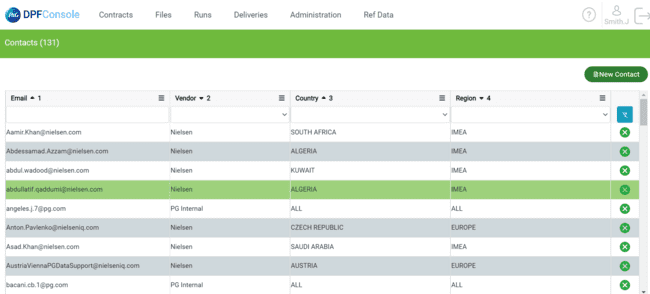 P&G DPFConsole Contracts Files Runs Deliveries Administration Ref Data ? Smith.J
Contacts (131)
New Contact
Email 1 Vendor 2 Country 3 Region 4
Aamir.Khan@nielsen.com Nielsen SOUTH AFRICA IMEA
Abdessamad.Azzam@nielsen.com Nielsen ALGERIA IMEA
abdul.wadood@nielsen.com Nielsen KUWAIT IMEA
abdullatif.qaddumi@nielsen.com Nielsen ALGERIA IMEA
angeles.j.7@pg.com PG Internal ALL ALL
Anton.Pavlenko@nielseniq.com Nielsen CZECH REPUBLIC EUROPE
Asad.Khan@nielsen.com Nielsen SAUDI ARABIA IMEA
AustriaViennaPGDataSupport@nielseniq.com Nielsen AUSTRIA EUROPE
bacani.cb.1@pg.com PG Internal ALL ALL